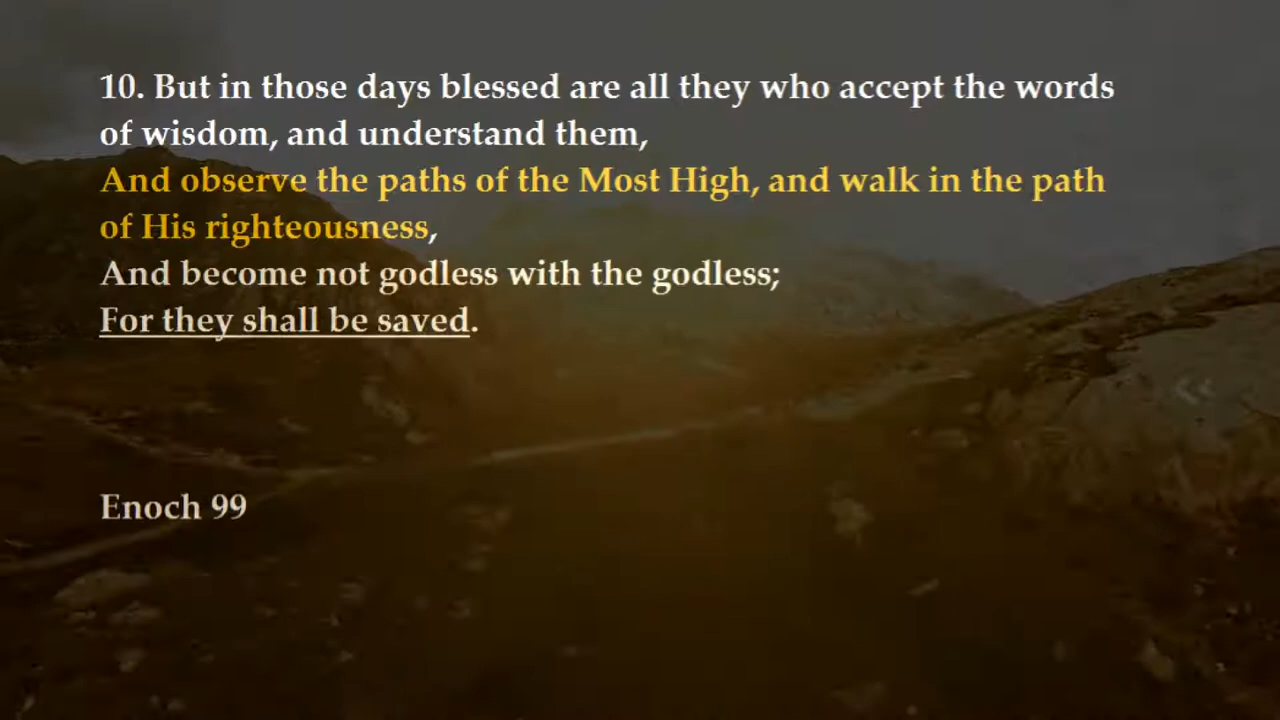 10. But in those days blessed are all they who accept the words
of wisdom, and understand them,
And observe the paths of the Most High, and walk in the path
of His righteousness,
And become not godless with the godless;
For they shall be saved.
Enoch 99